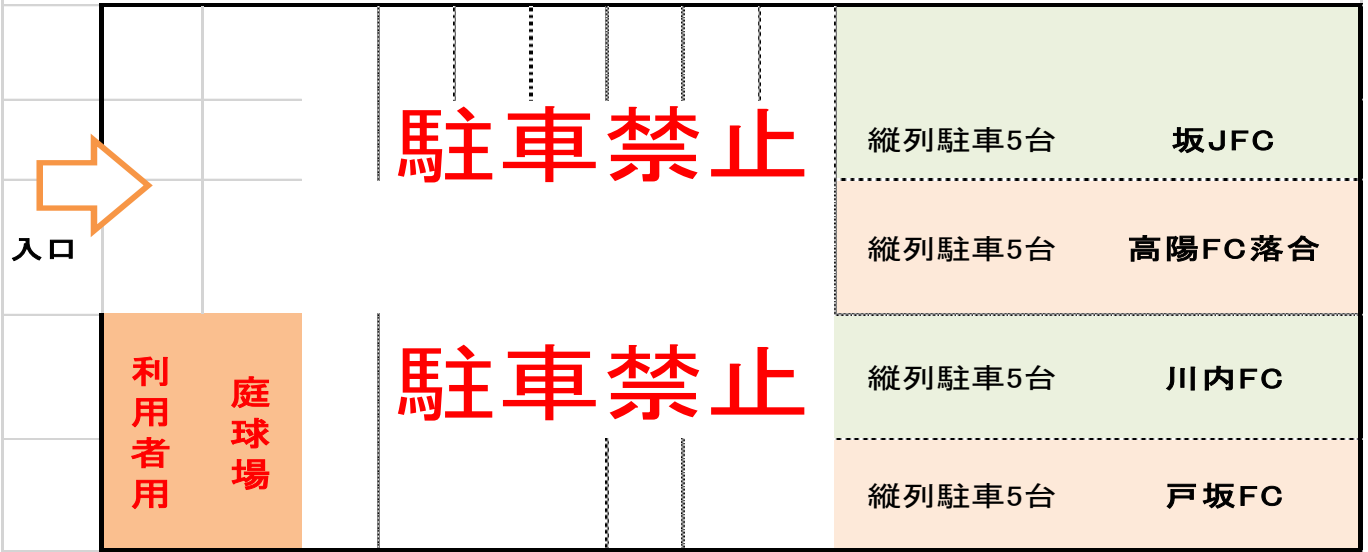 駐車禁止
縦列駐車5台 坂JFC
入口
縦列駐車5台 高陽FC落合
庭球場
利用者用
駐車禁止
縦列駐車5台 川内FC
縦列駐車5台 戸坂FC